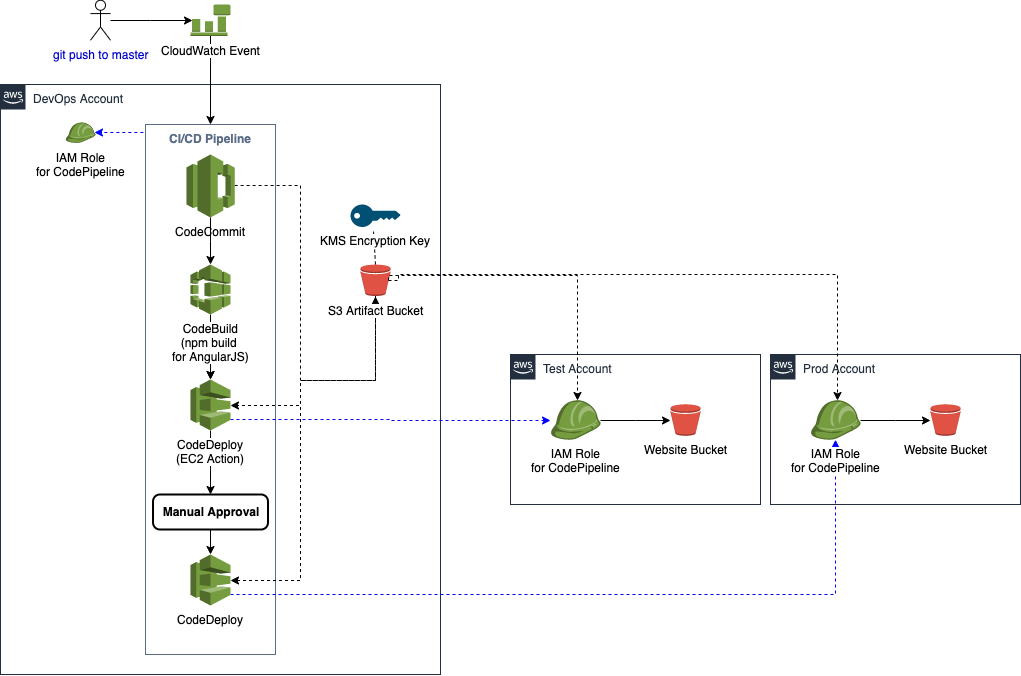 git push to master
CloudWatch Event
aws
DevOps Account
IAM Role
for CodePipeline
CI/CD Pipeline
CodeCommit
KMS Encryption Key
S3 Artifact Bucket
CodeBuild
(npm build
for AngularJS)
CodeDeploy
(EC2 Action)
Manual Approval
CodeDeploy
aws
Test Account
IAM Role
for CodePipeline
Website Bucket
aws
Prod Account
IAM Role
for CodePipeline
Website Bucket